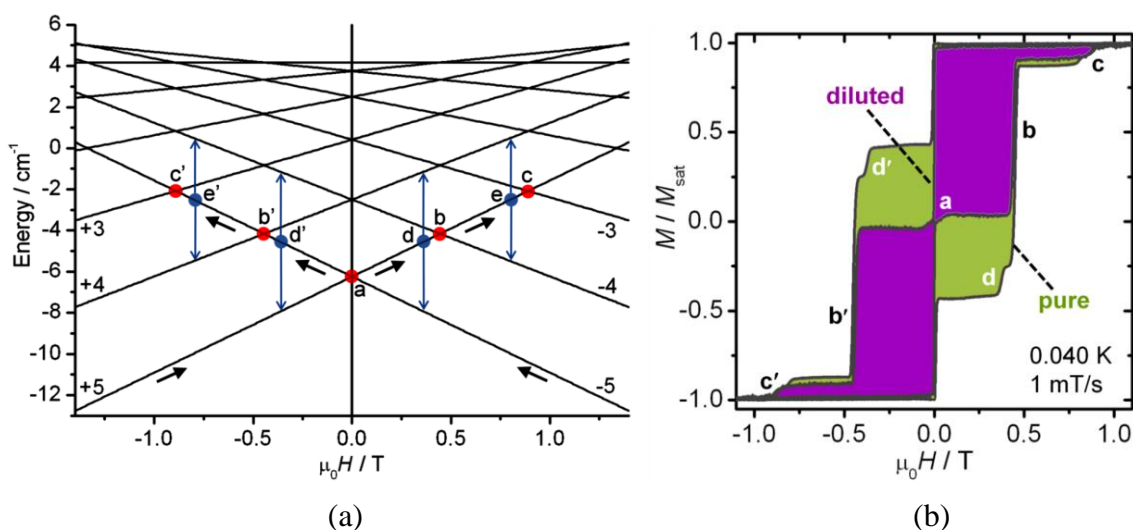 6
4
2
0
-2
-4
-6
-8
-10
-12
Energy / cm⁻¹
-1.0 -0.5 0.0 0.5 1.0
μ₀H / T
c' e' b' d' a d b e c
+3
+4
+5
-3
-4
-5
(a)
b
1.0
0.5
0.0
-0.5
-1.0
M / Msat
-1.0 -0.5 0.0 0.5 1.0
μ₀H / T
c
diluted
b
d'
a
d
pure
b'
c'
0.040 K
1 mT/s
(b)